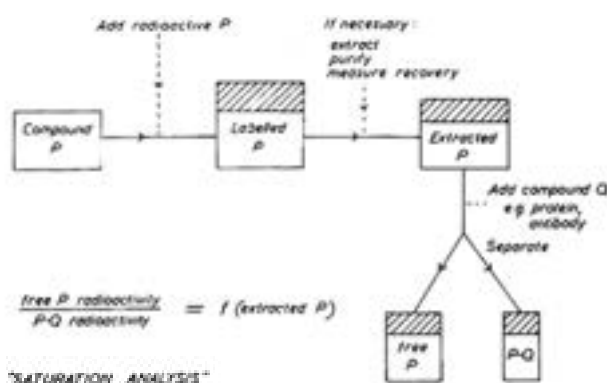 Add radioactive P
If necessary:
extract
purify
measure recovery
Compound
P
Labelled
P
Extracted
P
Add compound Q
e.g. protein,
antibody
Separate
free P radioactivity
P-Q radioactivity
= f (extracted P)
free
P
P-Q
"SATURATION ANALYSIS"